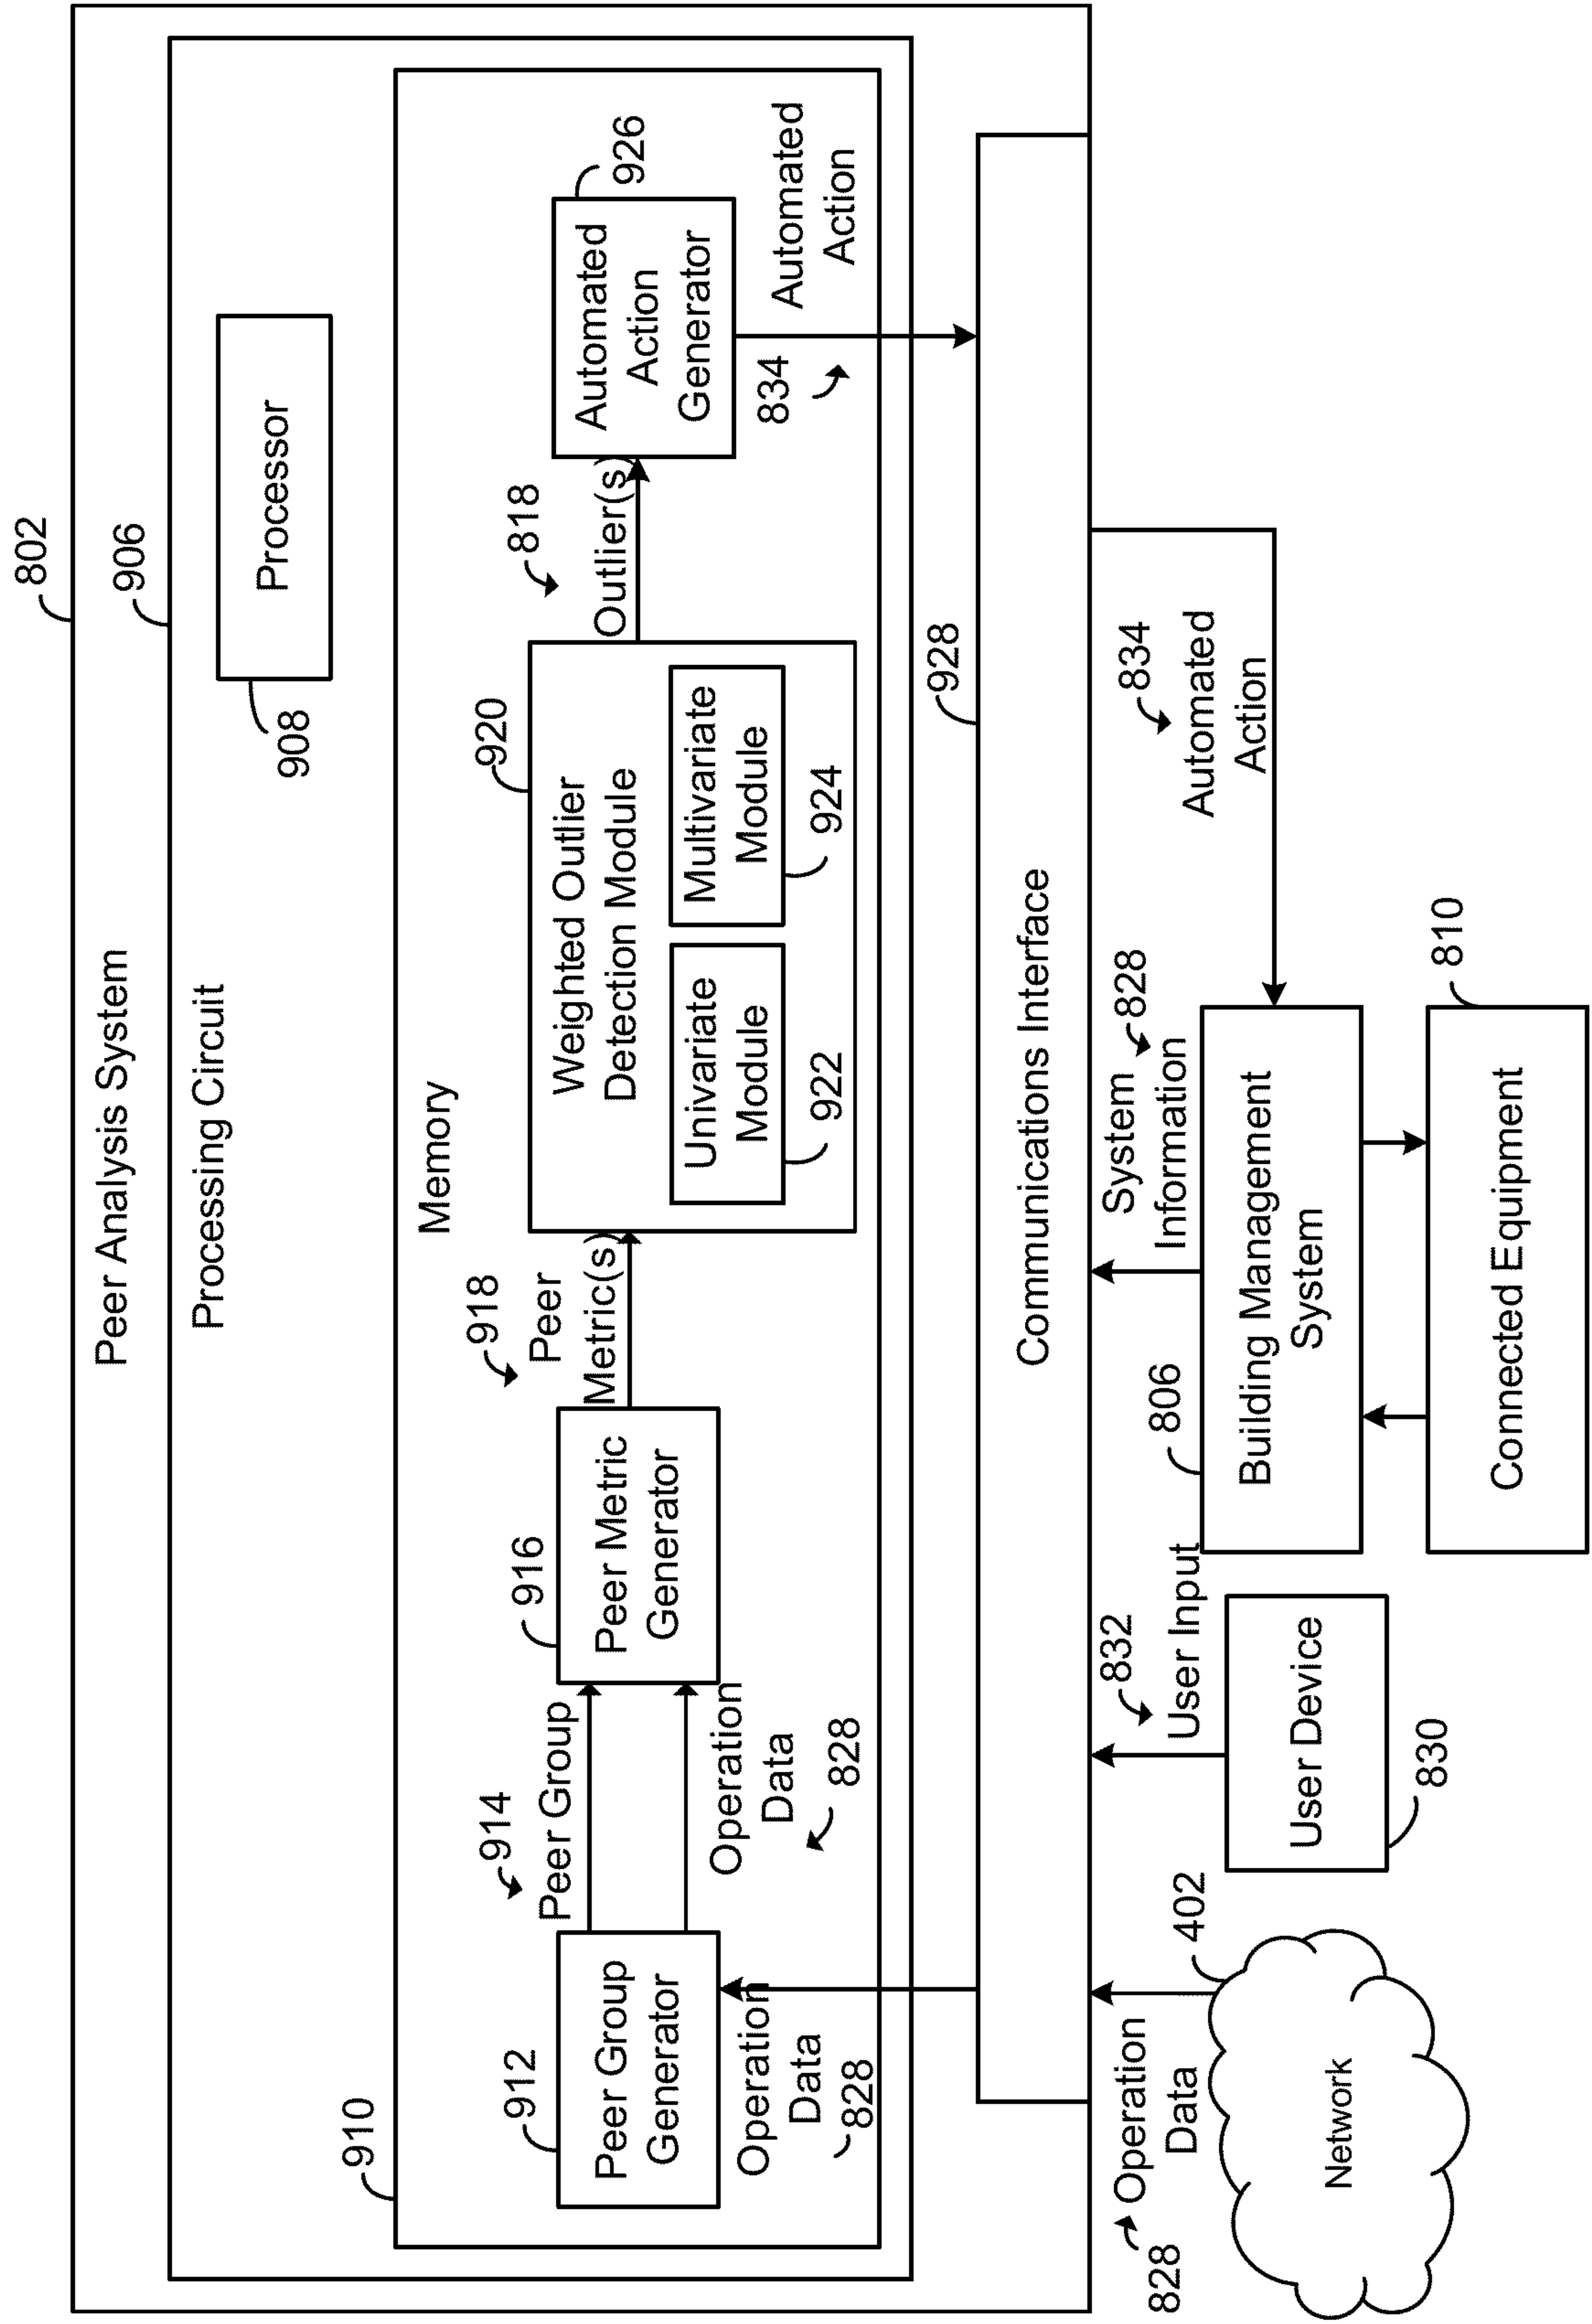 802
Peer Analysis System
906
Processing Circuit
Processor
908
910
Memory
912
Peer Group
Generator
914
Peer Group
Operation
Data
828
Operation
Data
828
916
Peer Metric
Generator
918
Peer
Metric(s)
920
Weighted Outlier
Detection Module
Univariate
Module
922
Multivariate
Module
924
818
Outlier(s)
Automated
Action
Generator
926
834
Automated
Action
928
Communications Interface
828
Operation
Data
402
Network
832
User Input
User Device
830
806
System
Information
828
Building Management
System
834
Automated
Action
810
Connected Equipment